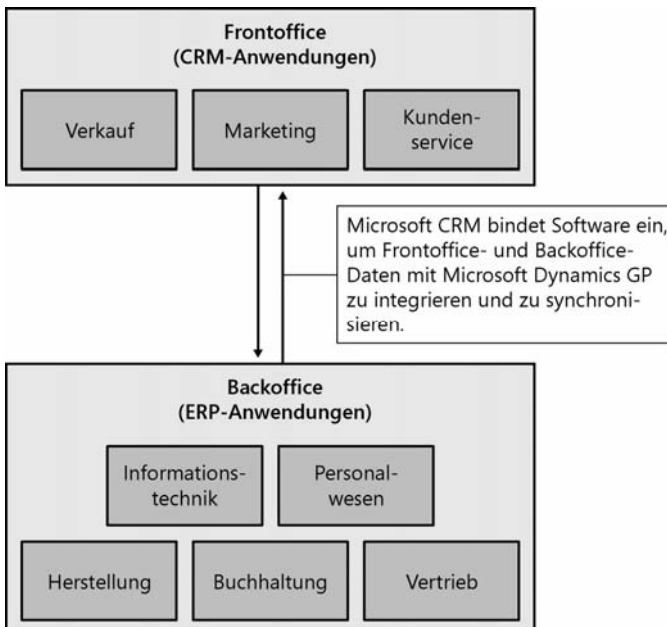 Frontoffice
(CRM-Anwendungen)
Verkauf
Marketing
Kunden-
service
Microsoft CRM bindet Software ein,
um Frontoffice- und Backoffice-
Daten mit Microsoft Dynamics GP
zu integrieren und zu synchroni-
sieren.
Backoffice
(ERP-Anwendungen)
Informations-
technik
Personal-
wesen
Herstellung
Buchhaltung
Vertrieb